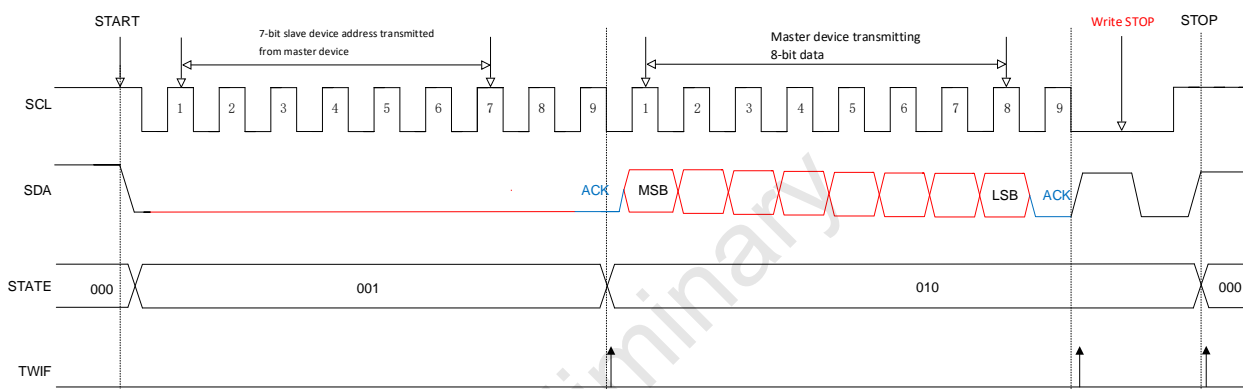 START
Write STOP
STOP
7-bit slave device address transmitted
from master device
Master device transmitting
8-bit data
SCL
1 2 3 4 5 6 7 8 9 1 2 3 4 5 6 7 8 9
SDA
ACK MSB LSB ACK
STATE
000 001 010 000
TWIF